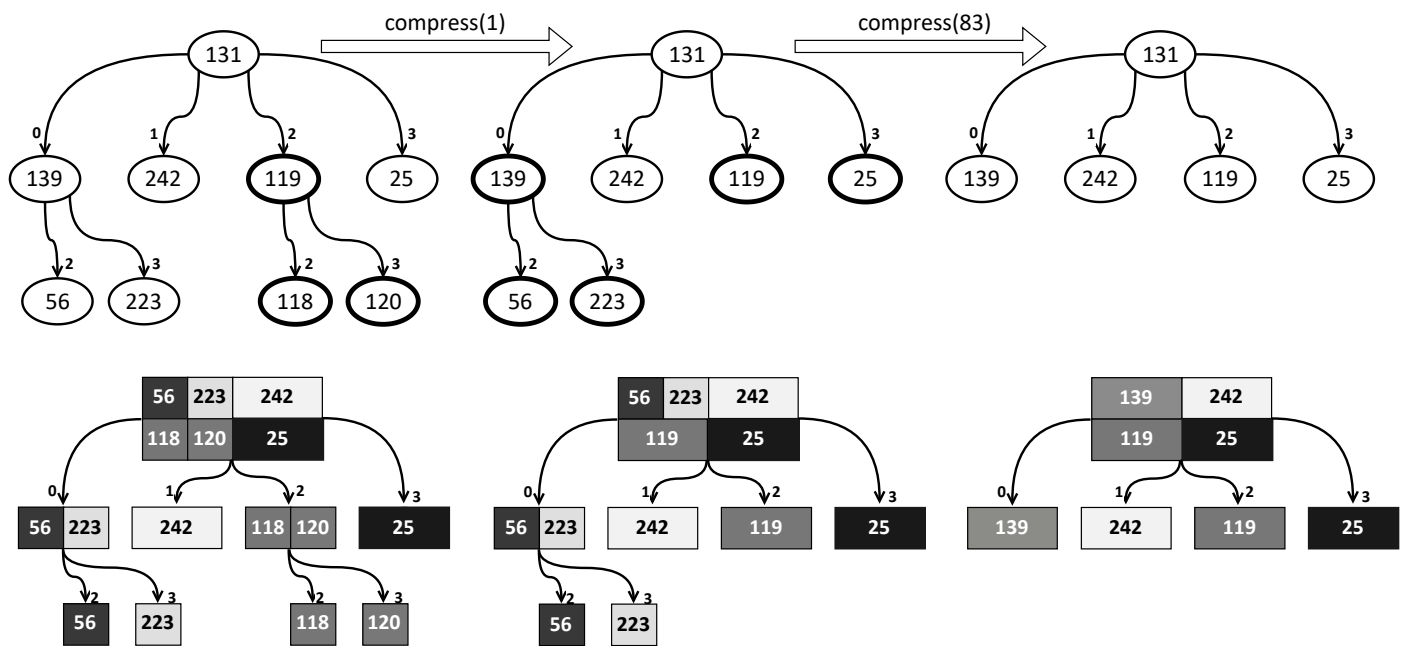 compress(1) compress(83)
131 131 131
0 1 2 3 0 1 2 3 0 1 2 3
139 242 119 25 139 242 119 25 139 242 119 25
2 3 2 3 2 3
56 223 118 120 56 223
56 223 242 56 223 242 139 242
118 120 25 119 25 119 25
0 1 2 3 0 1 2 3 0 1 2 3
56 223 242 118 120 25 56 223 242 119 25 139 242 119 25
2 3 2 3 2 3
56 223 118 120 56 223